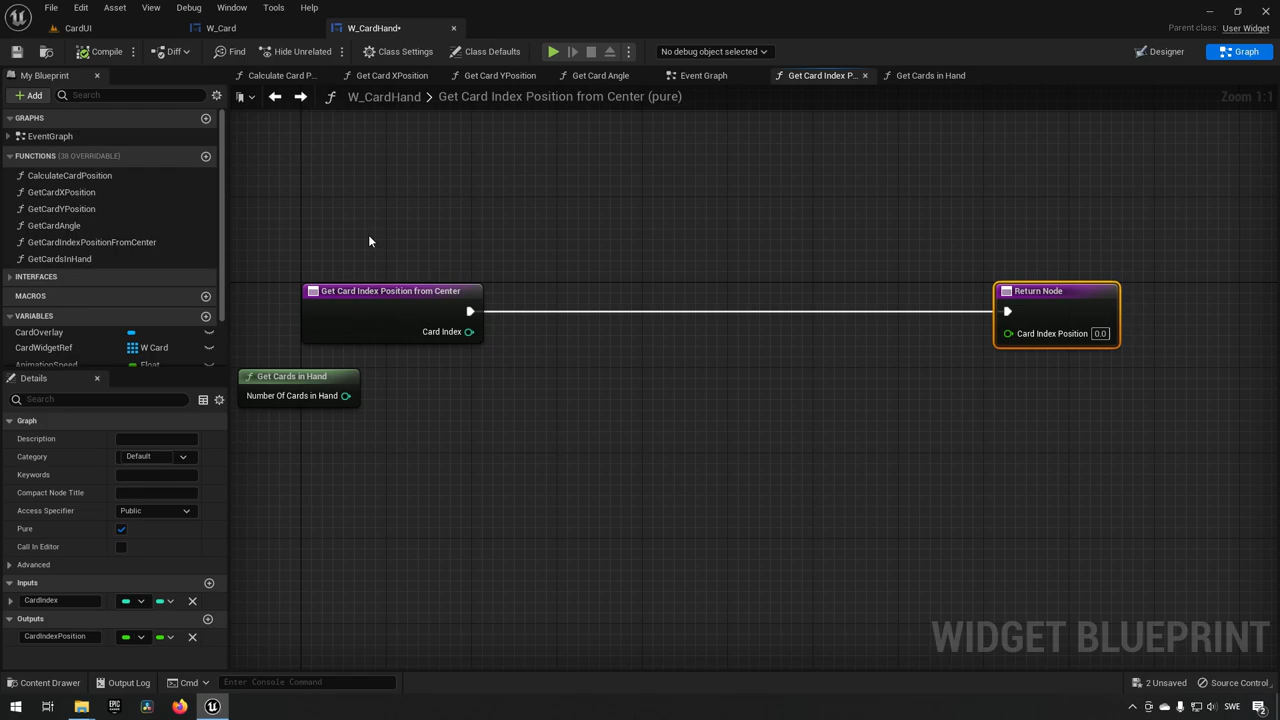 File Edit Asset View Debug Window Tools Help
CardUI W_Card W_CardHand•
Parent class: User Widget
Compile Diff Find Hide Unrelated Class Settings Class Defaults No debug object selected Designer Graph
My Blueprint Calculate Card P... Get Card XPosition Get Card YPosition Get Card Angle Event Graph Get Card Index P... Get Cards in Hand
Add Search W_CardHand > Get Card Index Position from Center (pure) Zoom 1:1
GRAPHS
EventGraph
FUNCTIONS (38 OVERRIDABLE)
CalculateCardPosition
GetCardXPosition
GetCardYPosition
GetCardAngle
GetCardIndexPositionFromCenter
GetCardsInHand
INTERFACES
MACROS
VARIABLES
CardOverlay
CardWidgetRef W Card
AnimationSpeed Float
Get Card Index Position from Center
Card Index
Return Node
Card Index Position 0.0
Get Cards in Hand
Number Of Cards in Hand
Details
Search
Graph
Description
Category Default
Keywords
Compact Node Title
Access Specifier Public
Pure
Call In Editor
Advanced
Inputs
CardIndex
Outputs
CardIndexPosition
WIDGET BLUEPRINT
Content Drawer Output Log Cmd Enter Console Command 2 Unsaved Source Control
EPIC GAMES SWE 2